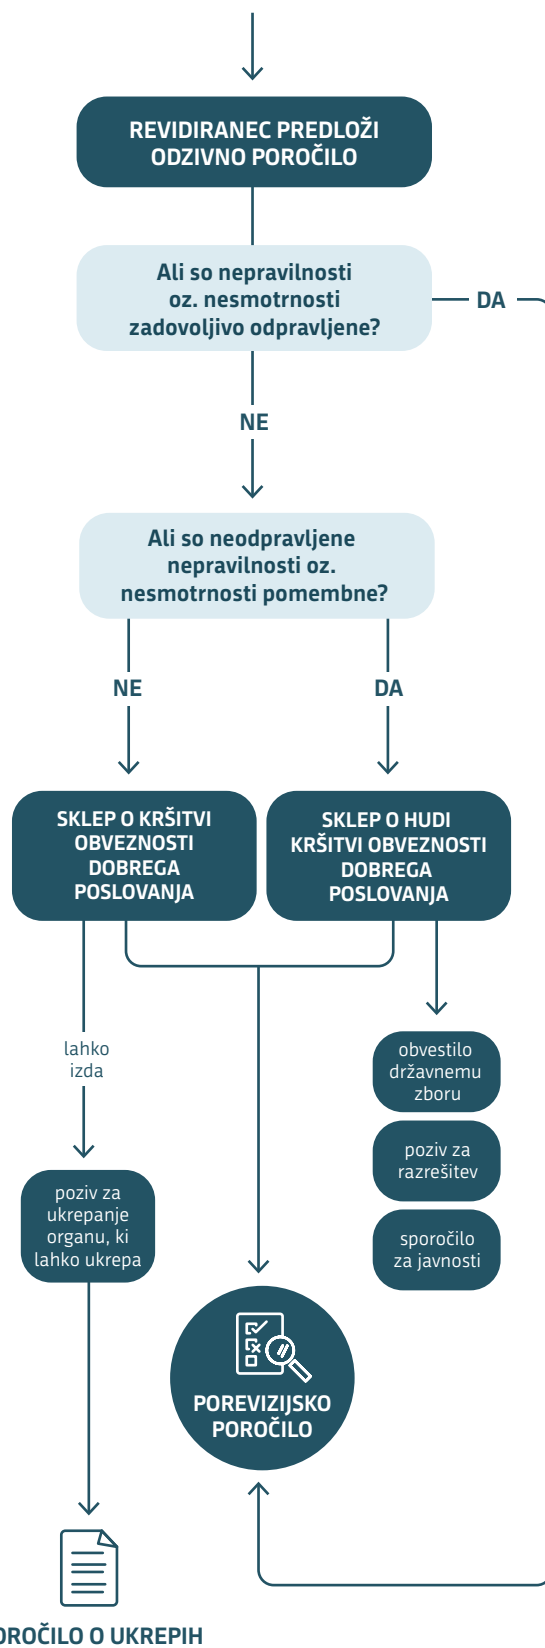 REVIDIRANEC PREDLOŽI
ODZIVNO POROČILO
Ali so nepravilnosti
oz. nesmotrnosti
zadovoljivo odpravljene?
DA
NE
Ali so neodpravljene
nepravilnosti oz.
nesmotrnosti pomembne?
NE
DA
SKLEP O KRŠITVI
OBVEZNOSTI
DOBREGA
POSLOVANJA
SKLEP O HUDI
KRŠITVI OBVEZNOSTI
DOBREGA
POSLOVANJA
lahko
izda
obvestilo
državnemu
zboru
poziv za
razrešitev
sporočilo
za javnosti
poziv za
ukrepanje
organu, ki
lahko ukrepa
POREVIZIJSKO
POROČILO
OROČILO O UKREPIH